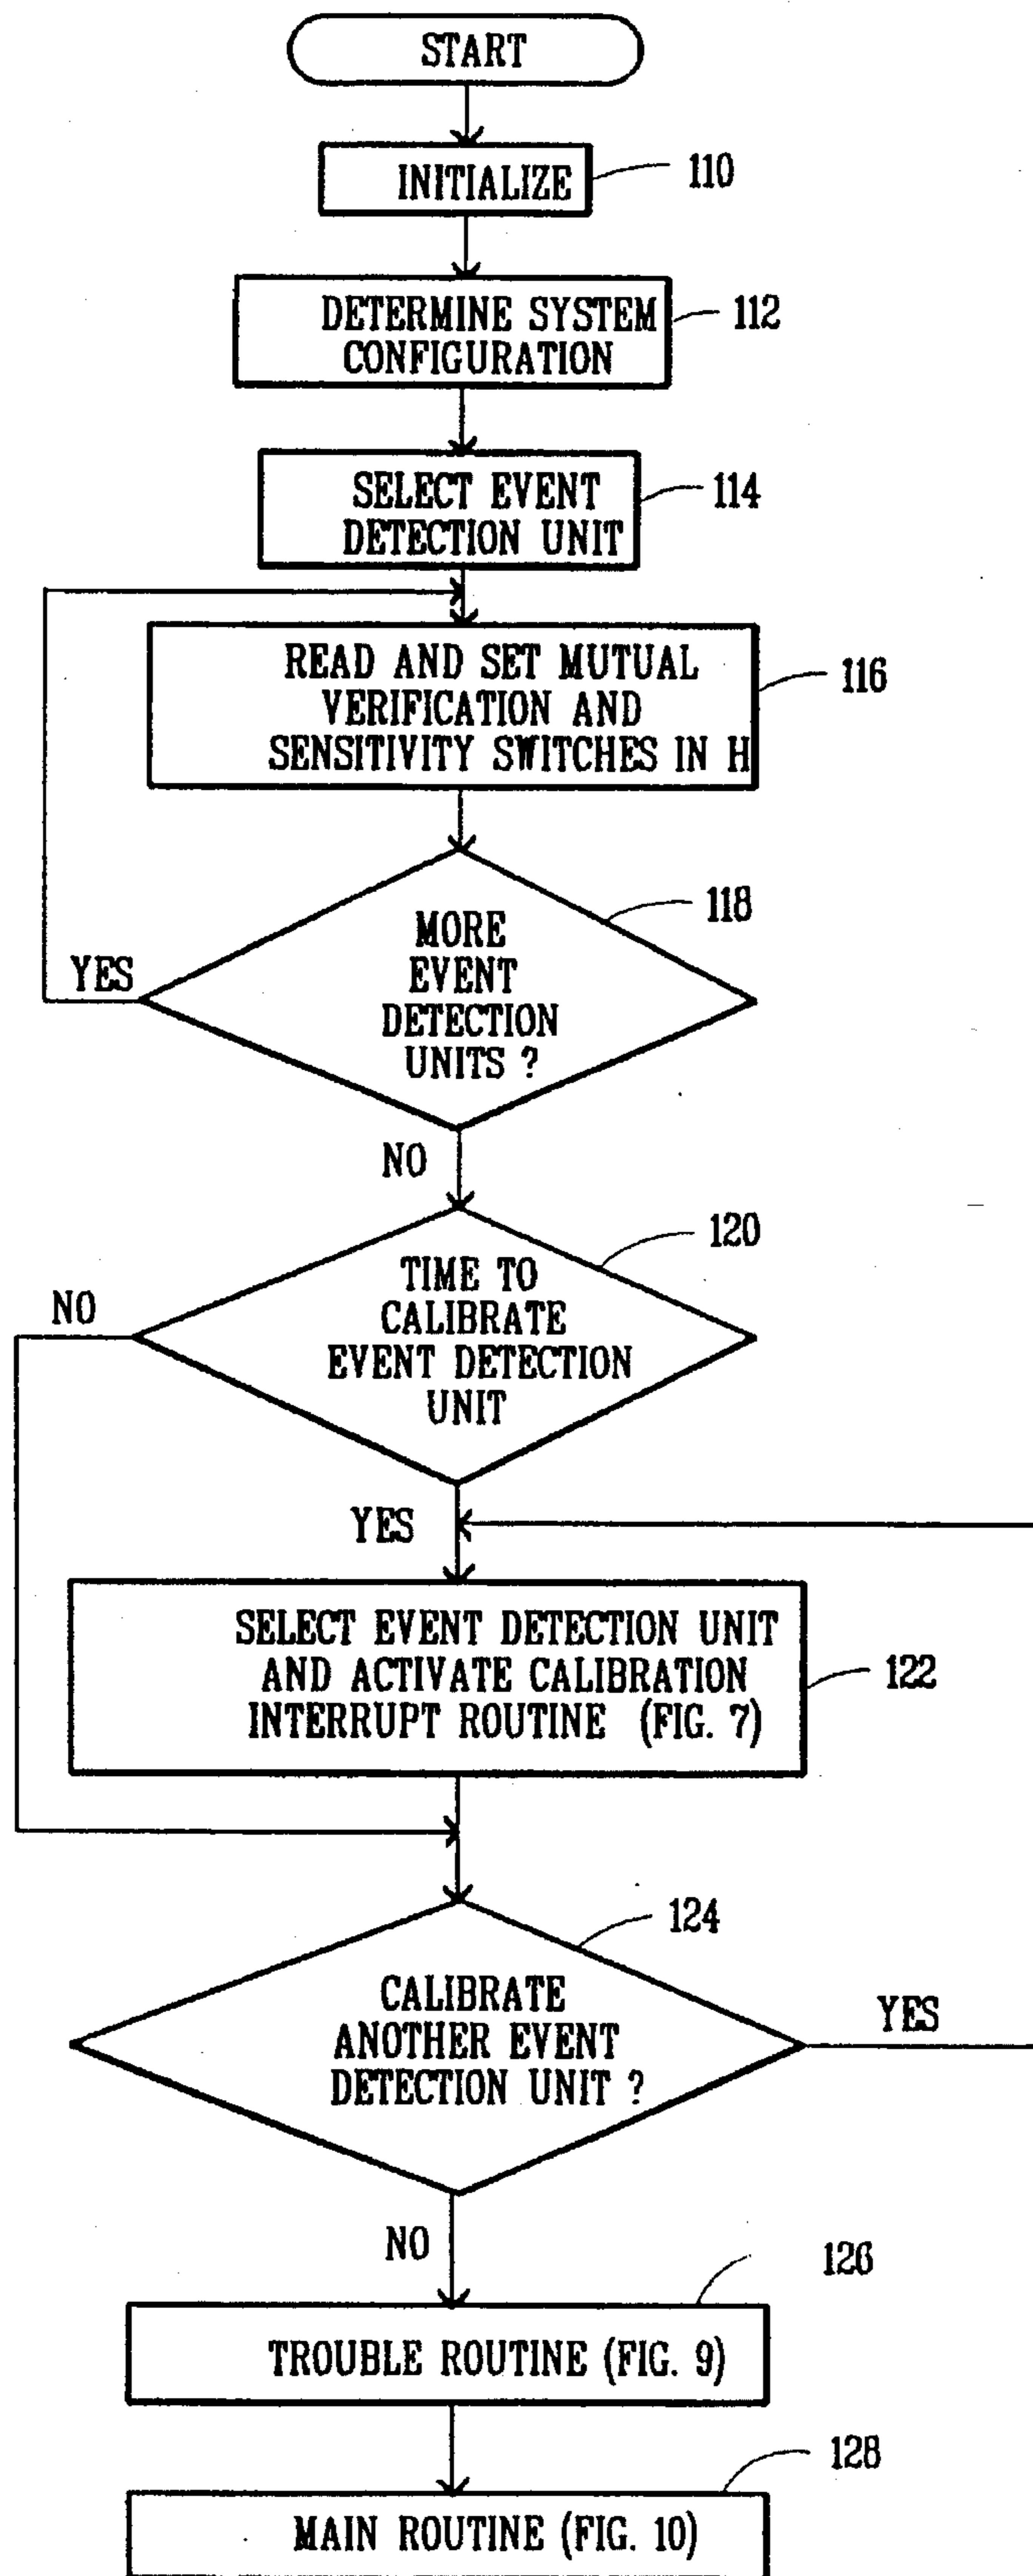 START
INITIALIZE
110
DETERMINE SYSTEM
CONFIGURATION
112
SELECT EVENT
DETECTION UNIT
114
READ AND SET MUTUAL
VERIFICATION AND
SENSITIVITY SWITCHES IN H
116
MORE
EVENT
DETECTION
UNITS ?
118
YES
NO
TIME TO
CALIBRATE
EVENT DETECTION
UNIT
120
NO
YES
SELECT EVENT DETECTION UNIT
AND ACTIVATE CALIBRATION
INTERRUPT ROUTINE (FIG. 7)
122
CALIBRATE
ANOTHER EVENT
DETECTION UNIT ?
124
YES
NO
TROUBLE ROUTINE (FIG. 9)
126
MAIN ROUTINE (FIG. 10)
128